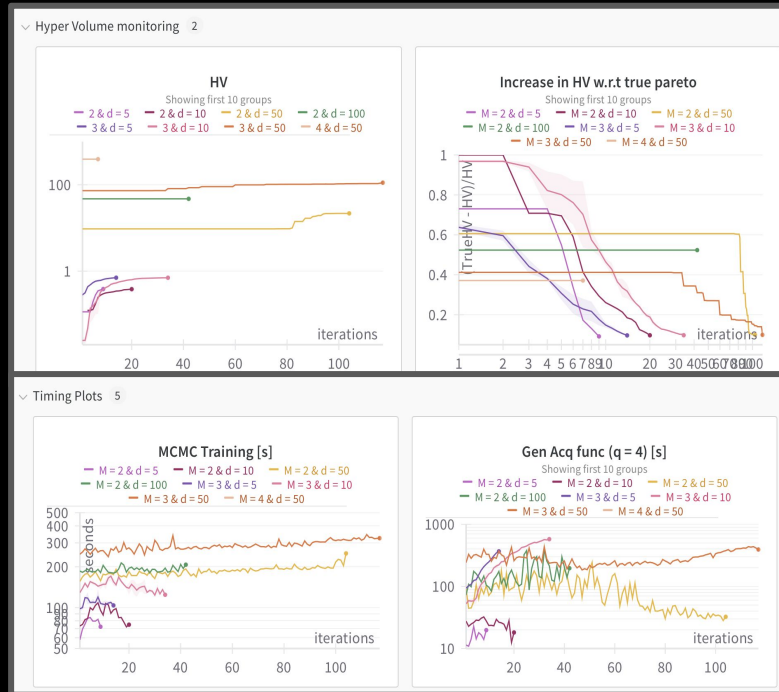 Hyper Volume monitoring 2
HV
Showing first 10 groups
2 & d = 5 2 & d = 10 2 & d = 50 2 & d = 100
3 & d = 5 3 & d = 10 3 & d = 50 4 & d = 50
100
1
iterations
20 40 60 80 100
Increase in HV w.r.t true pareto
Showing first 10 groups
M = 2 & d = 5 M = 2 & d = 10 M = 2 & d = 50
M = 2 & d = 100 M = 3 & d = 5 M = 3 & d = 10
M = 3 & d = 50 M = 4 & d = 50
(TrueHV - HV)/HV
1
0.8
0.6
0.4
0.2
iterations
1 2 3 4 5 6 7 8 9 10 20 30 40 50 60 70 80 90 100
Timing Plots 5
MCMC Training [s]
M = 2 & d = 5 M = 2 & d = 10 M = 2 & d = 50
M = 2 & d = 100 M = 3 & d = 5 M = 3 & d = 10
M = 3 & d = 50 M = 4 & d = 50
seconds
500
400
300
200
100
90
80
70
60
50
iterations
20 40 60 80 100
Gen Acq func (q = 4) [s]
Showing first 10 groups
M = 2 & d = 5 M = 2 & d = 10 M = 2 & d = 50
M = 2 & d = 100 M = 3 & d = 5 M = 3 & d = 10
M = 3 & d = 50 M = 4 & d = 50
1000
100
10
iterations
20 40 60 80 100